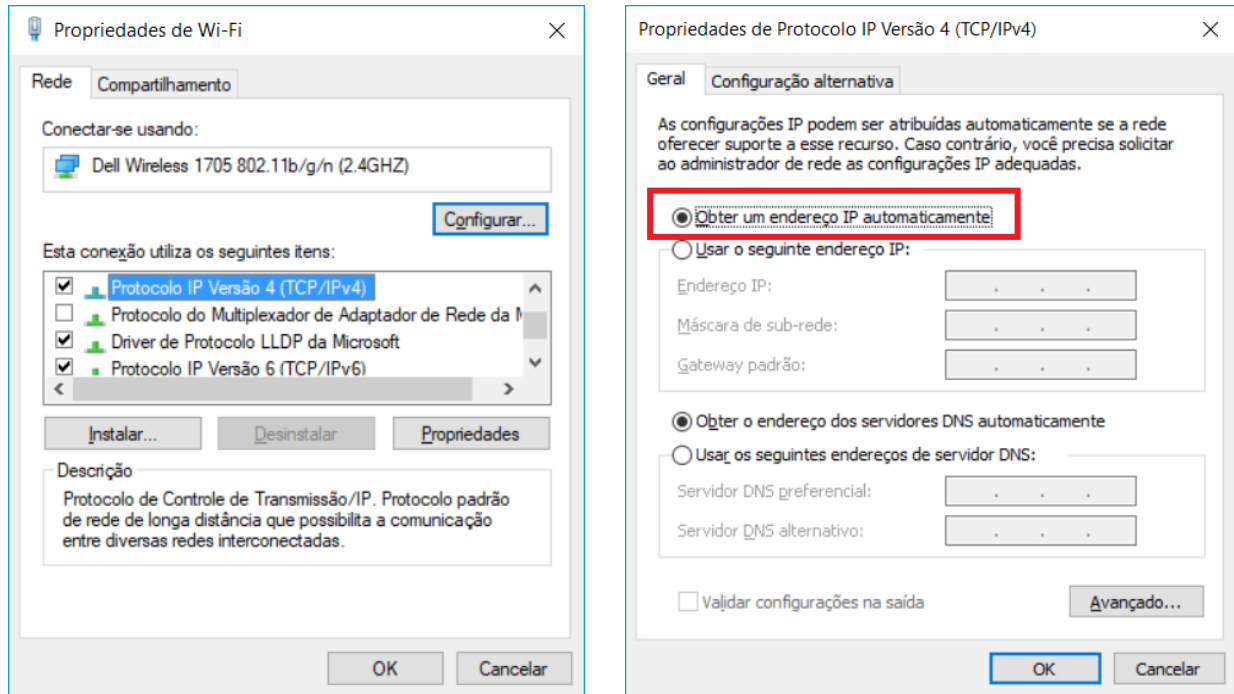 Propriedades de Wi-Fi
Rede
Compartilhamento
Conectar-se usando:
Dell Wireless 1705 802.11b/g/n (2.4GHZ)
Configurar...
Esta conexão utiliza os seguintes itens:
Protocolo IP Versão 4 (TCP/IPv4)
Protocolo do Multiplexador de Adaptador de Rede da
Driver de Protocolo LLDP da Microsoft
Protocolo IP Versão 6 (TCP/IPv6)
Instalar...
Desinstalar
Propriedades
Descrição
Protocolo de Controle de Transmissão/IP. Protocolo padrão
de rede de longa distância que possibilita a comunicação
entre diversas redes interconectadas.
OK
Cancelar
Propriedades de Protocolo IP Versão 4 (TCP/IPv4)
Geral
Configuração alternativa
As configurações IP podem ser atribuídas automaticamente se a rede
oferecer suporte a esse recurso. Caso contrário, você precisa solicitar
ao administrador de rede as configurações IP adequadas.
Obter um endereço IP automaticamente
Usar o seguinte endereço IP:
Endereço IP:
Máscara de sub-rede:
Gateway padrão:
Obter o endereço dos servidores DNS automaticamente
Usar os seguintes endereços de servidor DNS:
Servidor DNS preferencial:
Servidor DNS alternativo:
Validar configurações na saída
Avançado...
OK
Cancelar